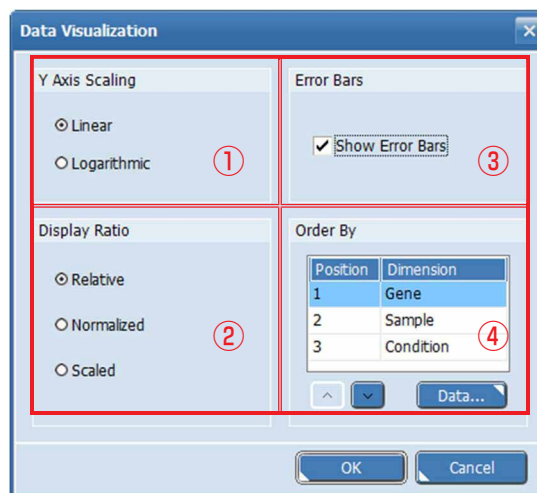 Data Visualization
Y Axis Scaling
Linear
Logarithmic
①
Error Bars
Show Error Bars
③
Display Ratio
Relative
Normalized
Scaled
②
Order By
Position Dimension
1 Gene
2 Sample
3 Condition
④
Data...
OK Cancel